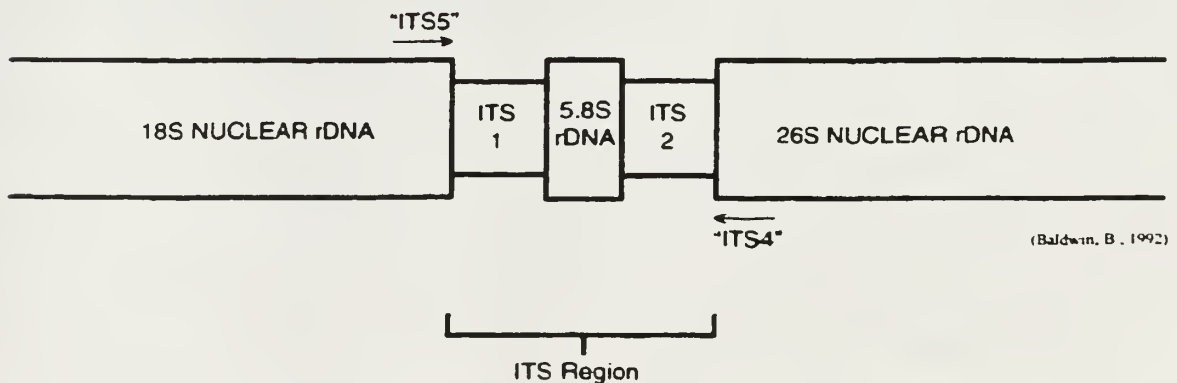 "ITS5"
18S NUCLEAR rDNA
ITS
1
5.8S
rDNA
ITS
2
26S NUCLEAR rDNA
"ITS4"
(Baldwin, B., 1992)
ITS Region